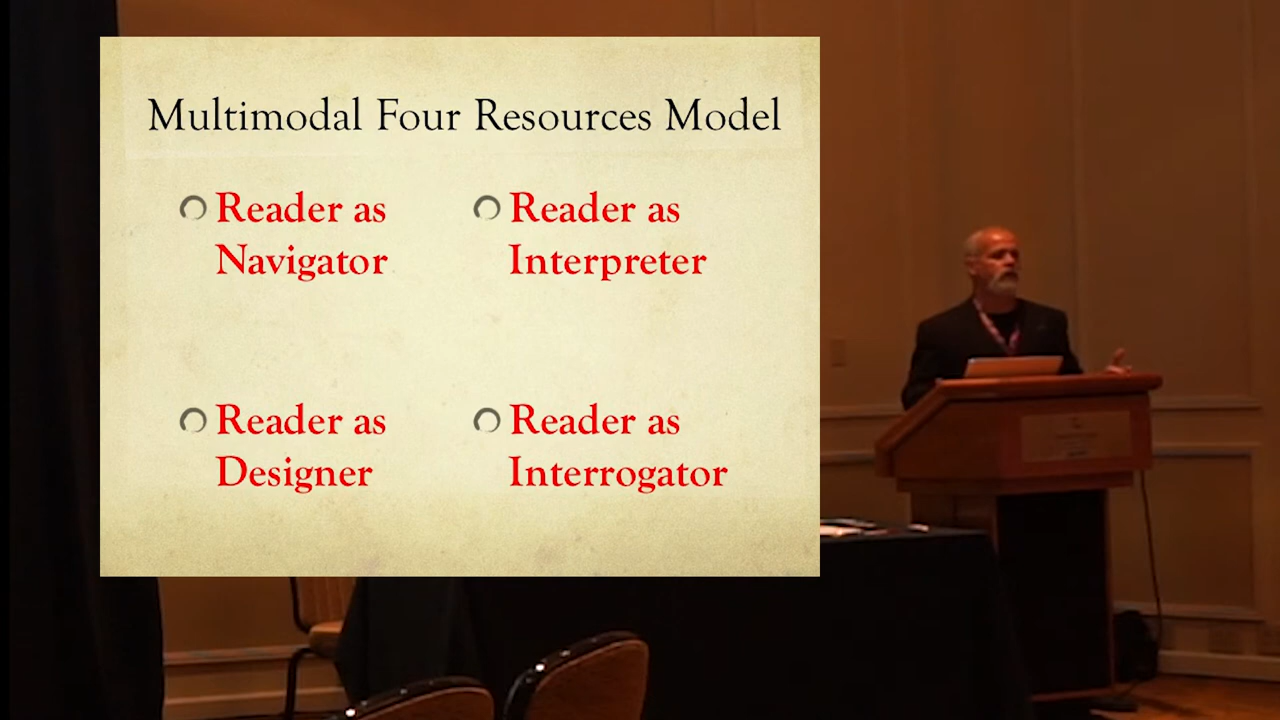 Multimodal Four Resources Model
Reader as
Navigator
Reader as
Interpreter
Reader as
Designer
Reader as
Interrogator